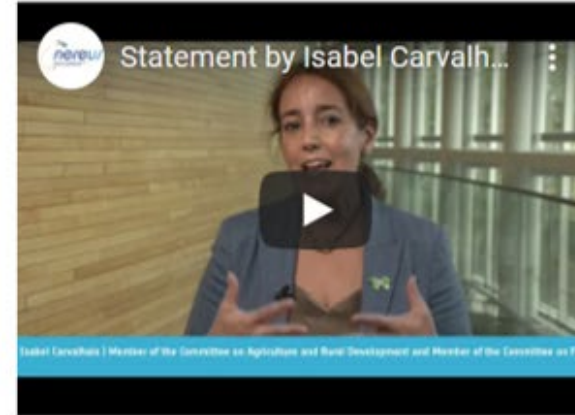 nereus
Statement by Isabel Carvalh...
Isabel Carvalhais | Member of the Committee on Agriculture and Rural Development and Member of the Committee on F